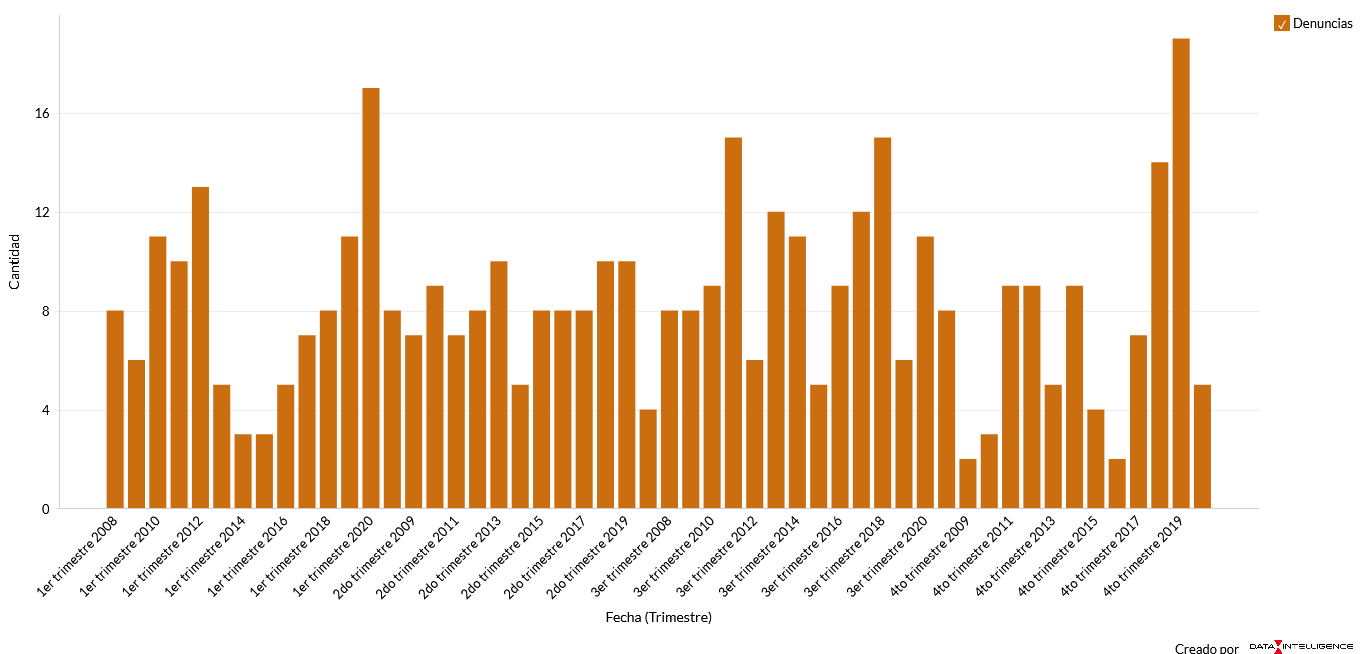 Denuncias
16
12
8
4
0
Cantidad
1er trimestre 2008
1er trimestre 2010
1er trimestre 2012
1er trimestre 2014
1er trimestre 2016
1er trimestre 2018
1er trimestre 2020
2do trimestre 2009
2do trimestre 2011
2do trimestre 2013
2do trimestre 2015
2do trimestre 2017
2do trimestre 2019
3er trimestre 2008
3er trimestre 2010
3er trimestre 2012
3er trimestre 2014
3er trimestre 2016
3er trimestre 2018
3er trimestre 2020
4to trimestre 2009
4to trimestre 2011
4to trimestre 2013
4to trimestre 2015
4to trimestre 2017
4to trimestre 2019
Fecha (Trimestre)
Creado por DATA INTELLIGENCE